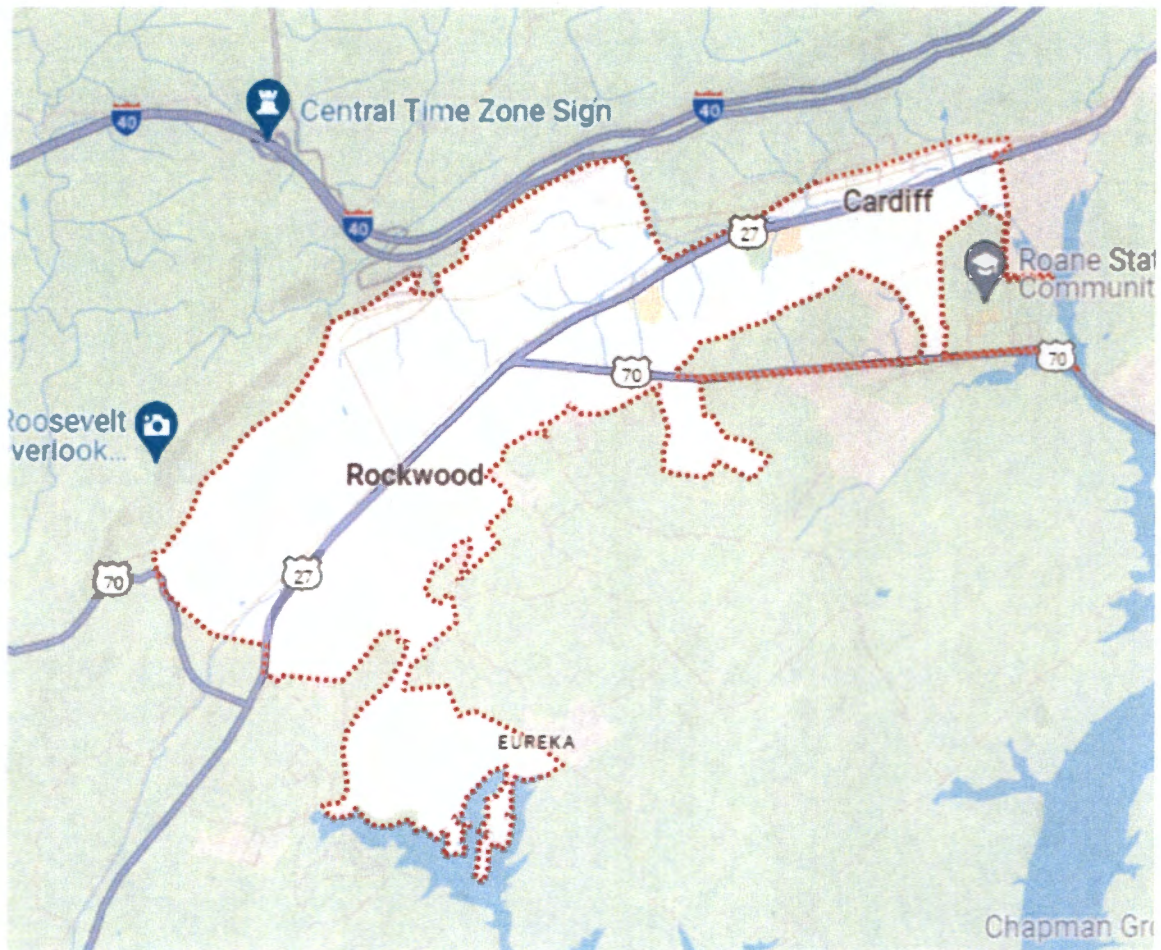 40
Central Time Zone Sign
40
40
Cardiff
27
Roane Stat
Communit
70
70
Roosevelt
verlook...
Rockwood
70
27
EUREKA
Chapman Gr